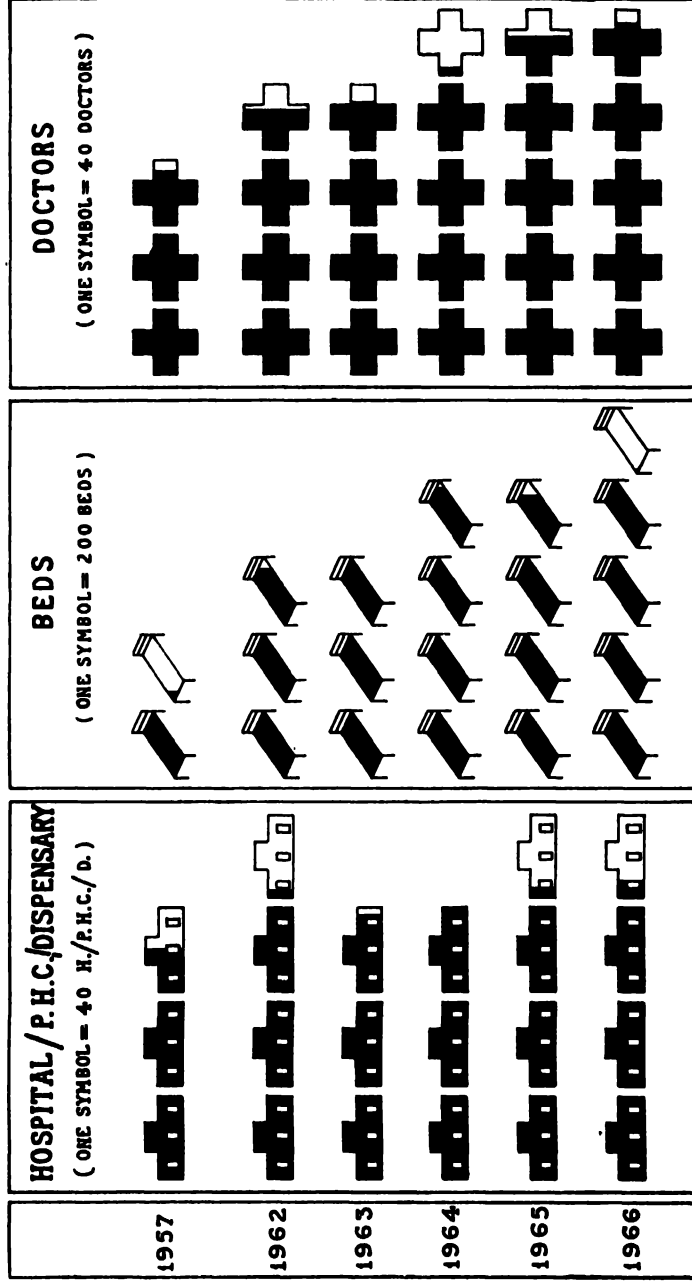 HOSPITAL/P.H.C./DISPENSARY
(ONE SYMBOL = 40 H./P.H.C./D.)
BEDS
(ONE SYMBOL = 200 BEDS)
DOCTORS
(ONE SYMBOL = 40 DOCTORS)
1957
1962
1963
1964
1965
1966